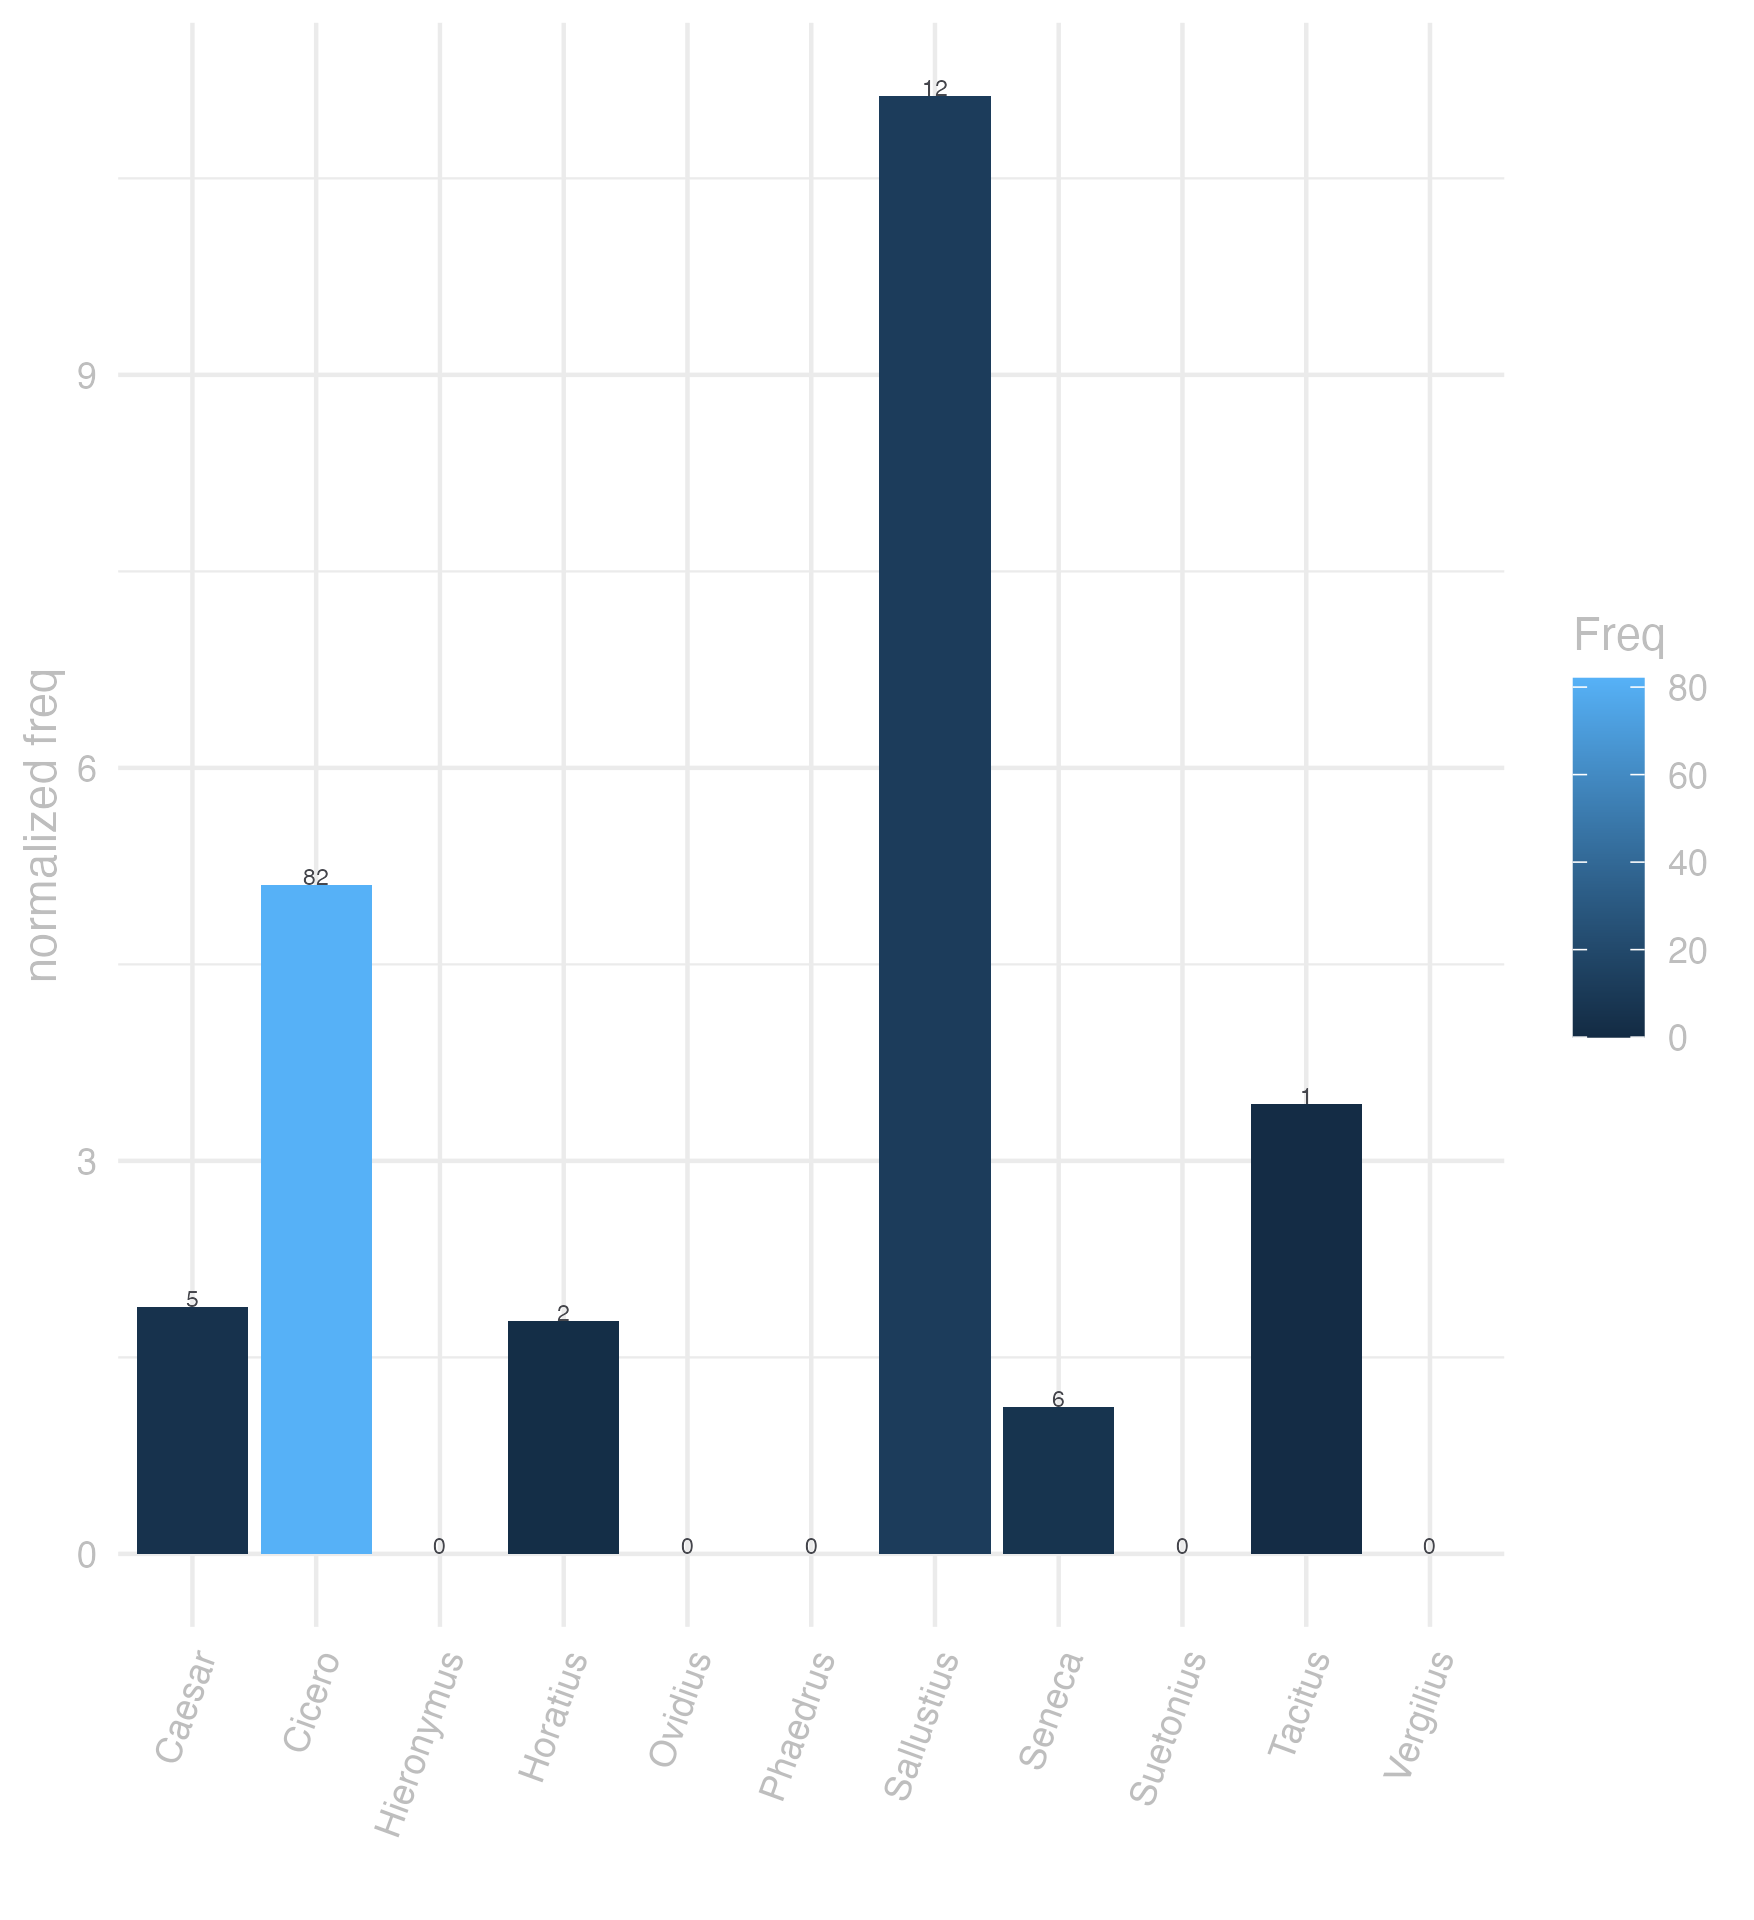 12
9
82
6
normalized freq
1
3
5
2
6
0
0
0
0
0
0
Caesar
Cicero
Hieronymus
Horatius
Ovidius
Phaedrus
Sallustius
Seneca
Suetonius
Tacitus
Vergilius
Freq
80
60
40
20
0